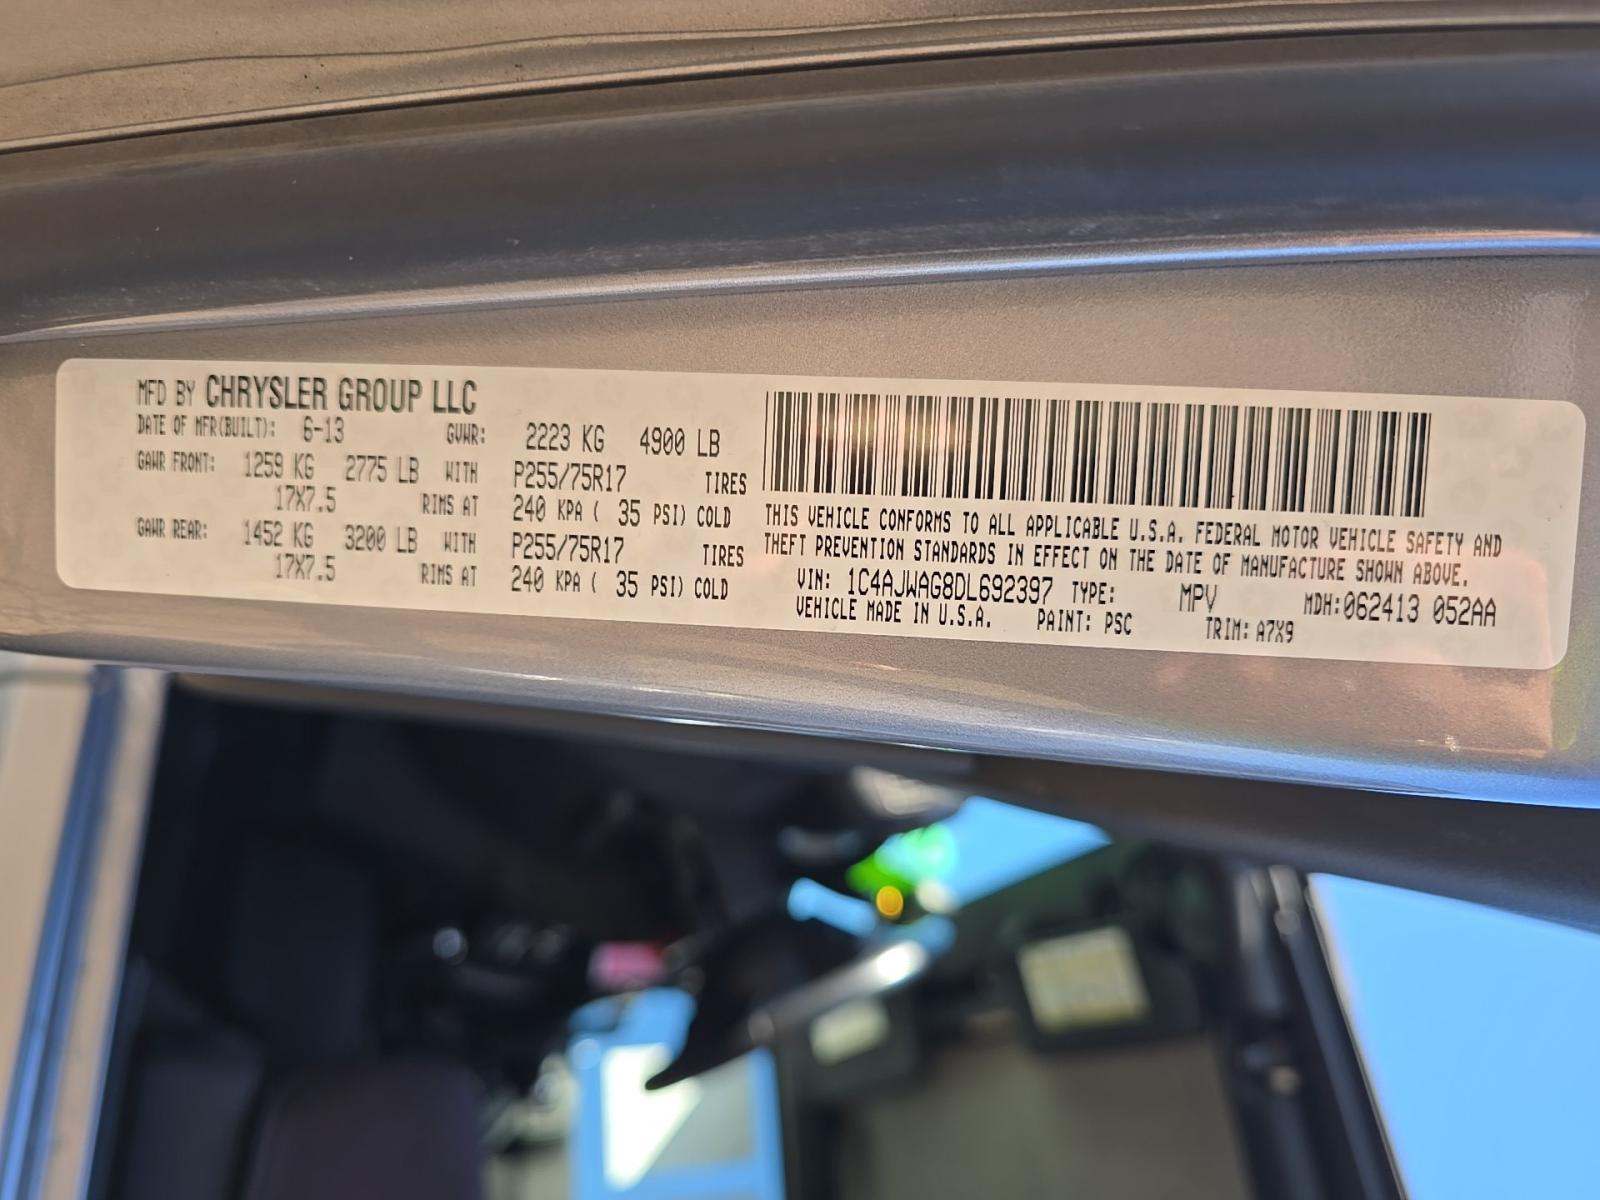 MFD BY CHRYSLER GROUP LLC
DATE OF MFR(BUILT): 6-13 GVWR: 2223 KG 4900 LB
GAWR FRONT: 1259 KG 2775 LB WITH P255/75R17 TIRES
17X7.5 RIMS AT 240 KPA ( 35 PSI) COLD
GAWR REAR: 1452 KG 3200 LB WITH P255/75R17 TIRES
17X7.5 RIMS AT 240 KPA ( 35 PSI) COLD
THIS VEHICLE CONFORMS TO ALL APPLICABLE U.S.A. FEDERAL MOTOR VEHICLE SAFETY AND
THEFT PREVENTION STANDARDS IN EFFECT ON THE DATE OF MANUFACTURE SHOWN ABOVE.
VIN: 1C4AJWAG8DL692397 TYPE: MPV MDH:062413 052AA
VEHICLE MADE IN U.S.A. PAINT: PSC TRIM: A7X9